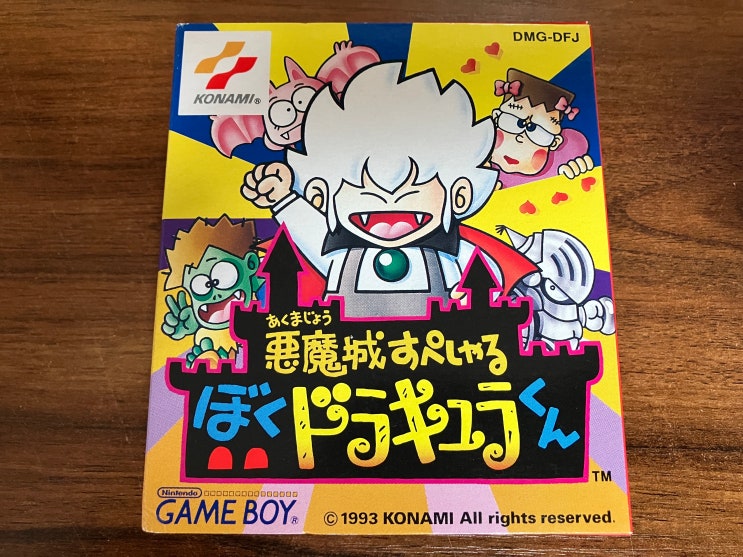 DMG-DFJ
KONAMI®
あくまじょう
悪魔城すぺしゃる
ぼくドラキュラくん
TM
Nintendo
GAME BOY®
© 1993 KONAMI All rights reserved.